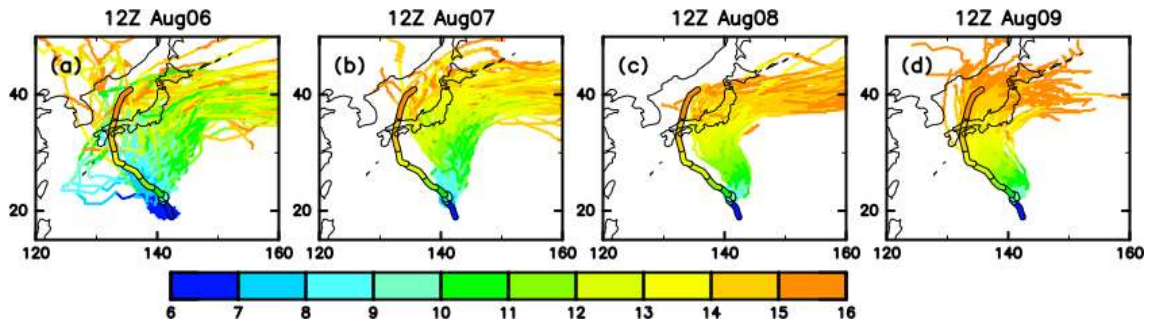 12Z Aug06 12Z Aug07 12Z Aug08 12Z Aug09
(a) (b) (c) (d)
40 40 40 40
20 20 20 20
120 140 160 120 140 160 120 140 160 120 140 160
6 7 8 9 10 11 12 13 14 15 16